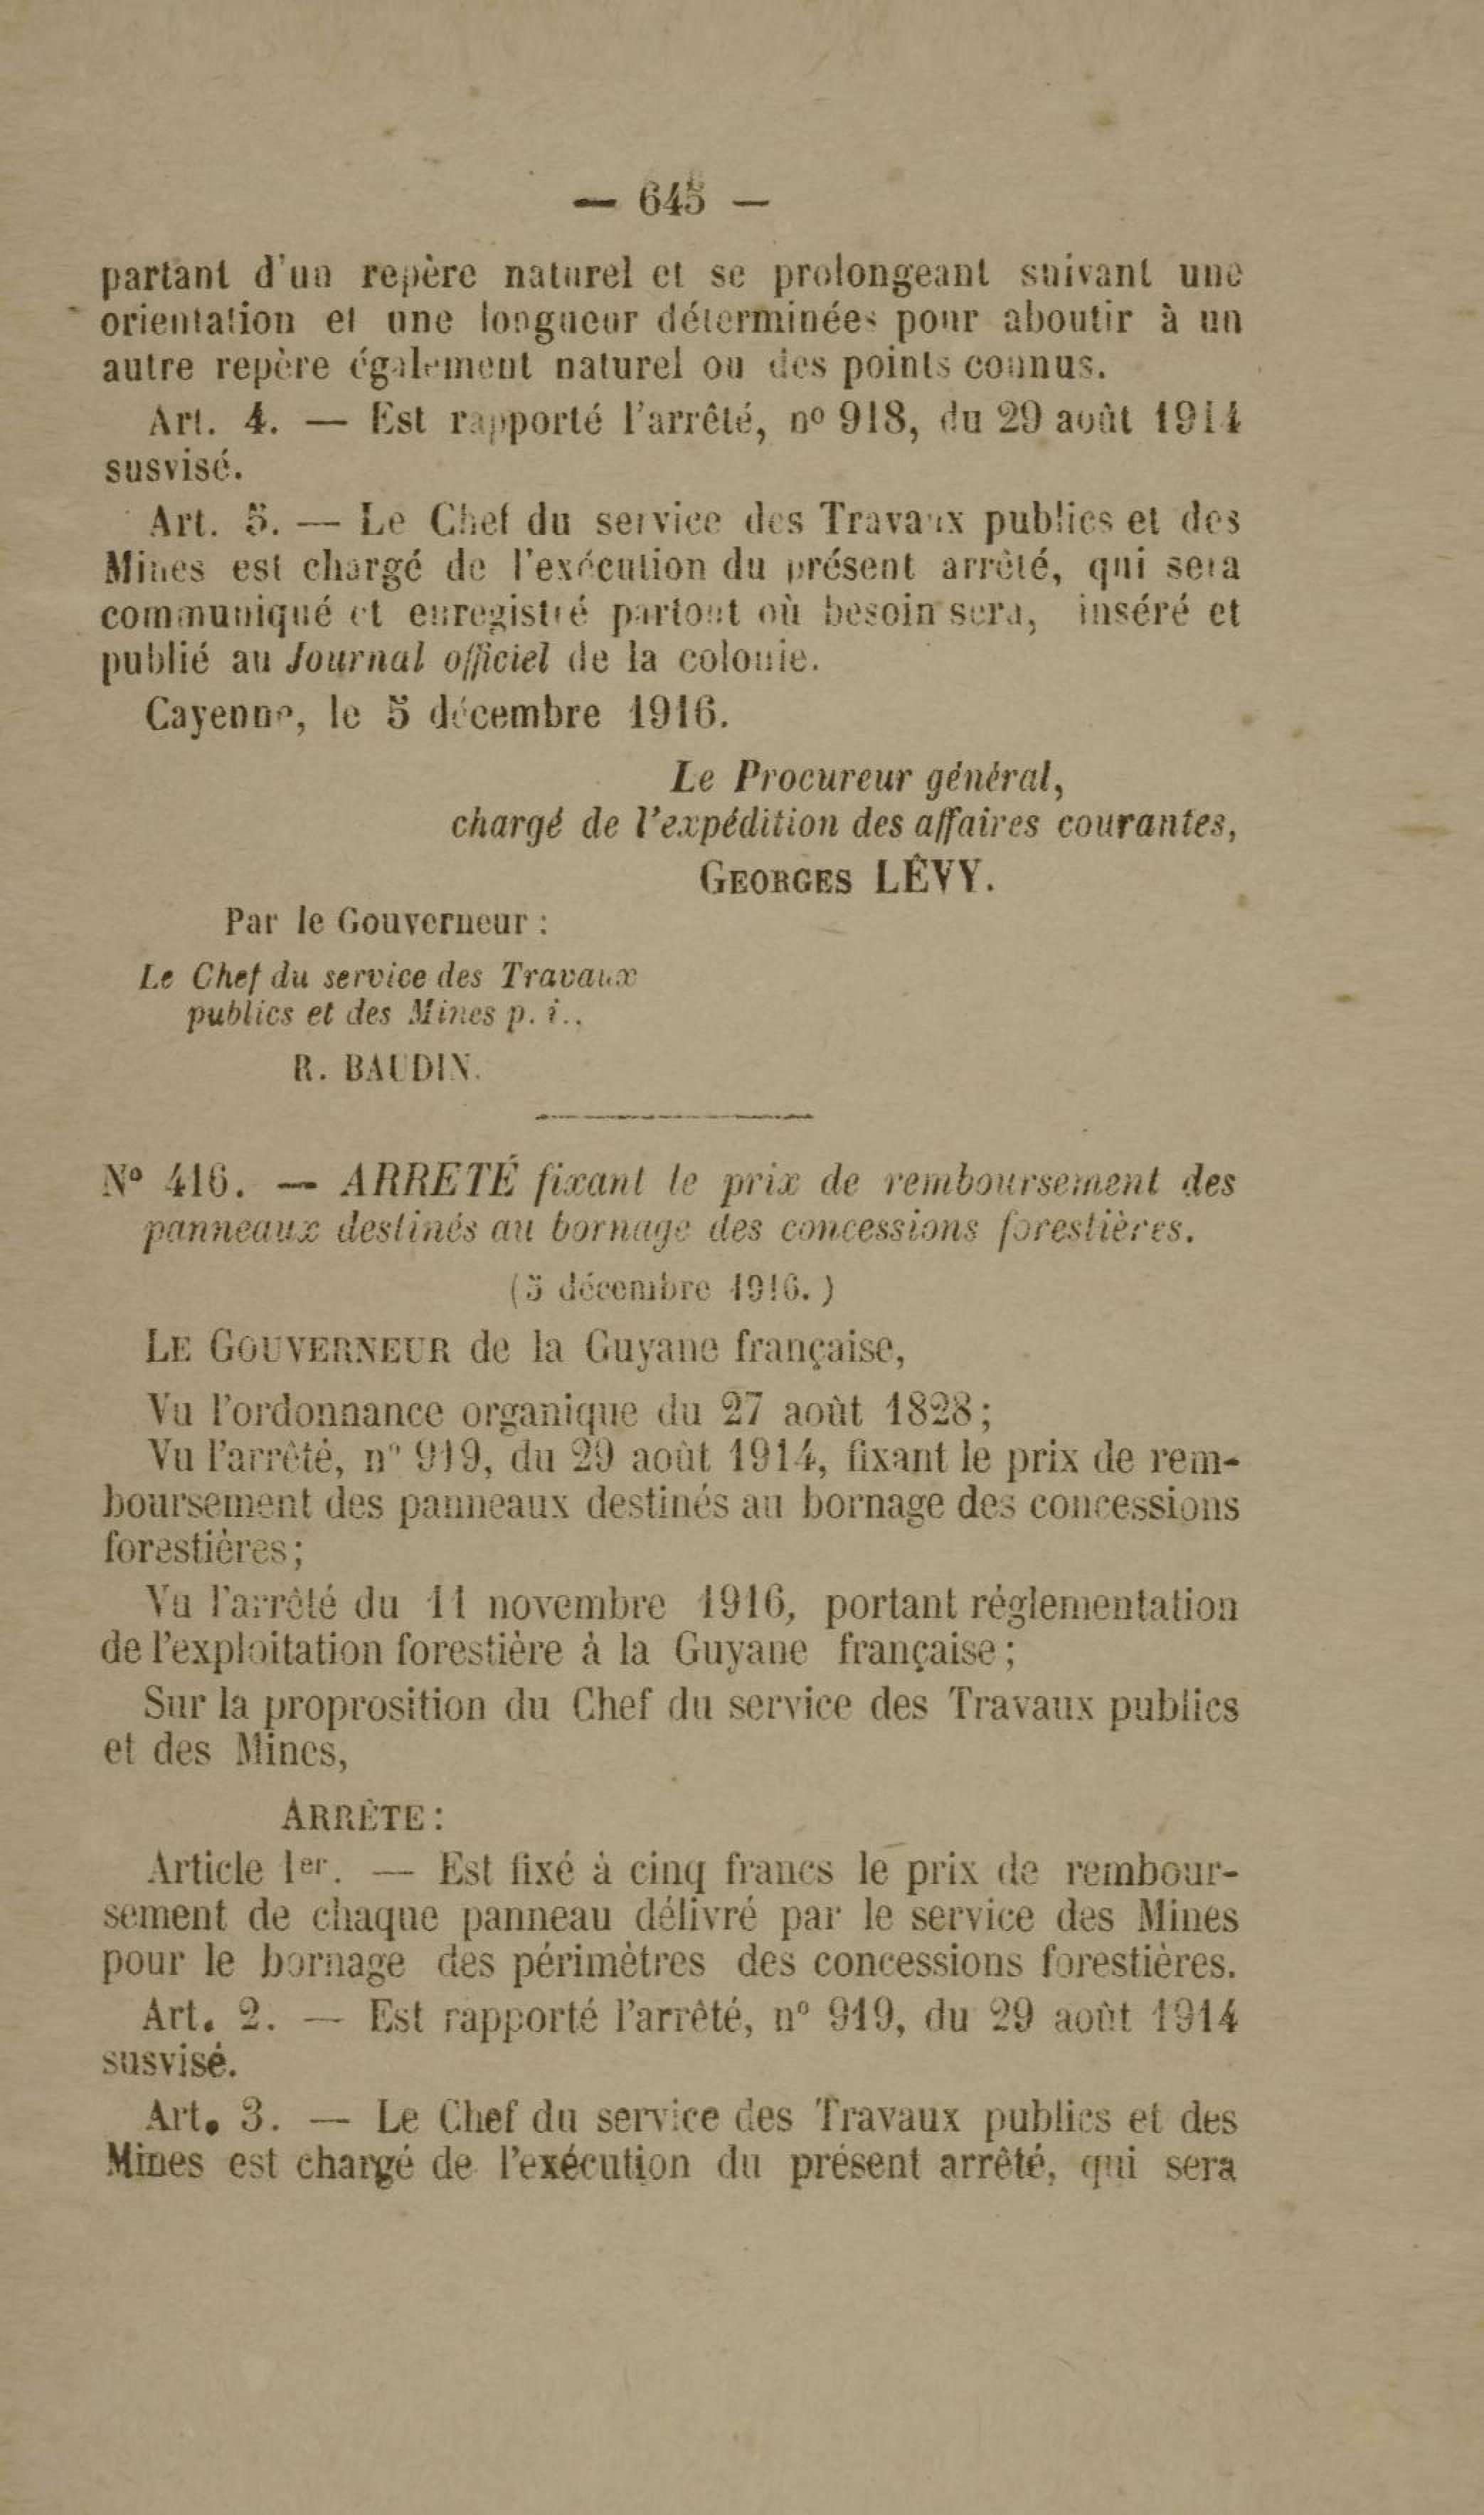 — 645 —
partant d'un repère naturel et se prolongeant suivant une
orientation et une longueur déterminées pour aboutir à un
autre repère également naturel ou des points connus.
Art. 4. — Est rapporté l'arrêté, nº 918, du 29 août 1914
susvisé.
Art. 5. — Le Chef du service des Travaux publics et des
Mines est chargé de l'exécution du présent arrêté, qui sera
communiqué et enregistré partout où besoin sera, inséré et
publié au Journal officiel de la colonie.
Cayenne, le 5 décembre 1916.
Le Procureur général,
chargé de l'expédition des affaires courantes,
GEORGES LÊVY.
Par le Gouverneur :
Le Chef du service des Travaux
publics et des Mines p. i.,
R. BAUDIN.
Nº 416. — ARRETÉ fixant le prix de remboursement des
panneaux destinés au bornage des concessions forestières.
(5 décembre 1916.)
LE GOUVERNEUR de la Guyane française,
Vu l'ordonnance organique du 27 août 1828;
Vu l'arrêté, nº 919, du 29 août 1914, fixant le prix de rem-
boursement des panneaux destinés au bornage des concessions
forestières;
Vu l'arrêté du 11 novembre 1916, portant réglementation
de l'exploitation forestière à la Guyane française;
Sur la proprosition du Chef du service des Travaux publics
et des Mines,
ARRÊTE:
Article 1er. — Est fixé à cinq francs le prix de rembour-
sement de chaque panneau délivré par le service des Mines
pour le bornage des périmètres des concessions forestières.
Art. 2. — Est rapporté l'arrêté, nº 919, du 29 août 1914
susvisé.
Art. 3. — Le Chef du service des Travaux publics et des
Mines est chargé de l'exécution du présent arrêté, qui sera